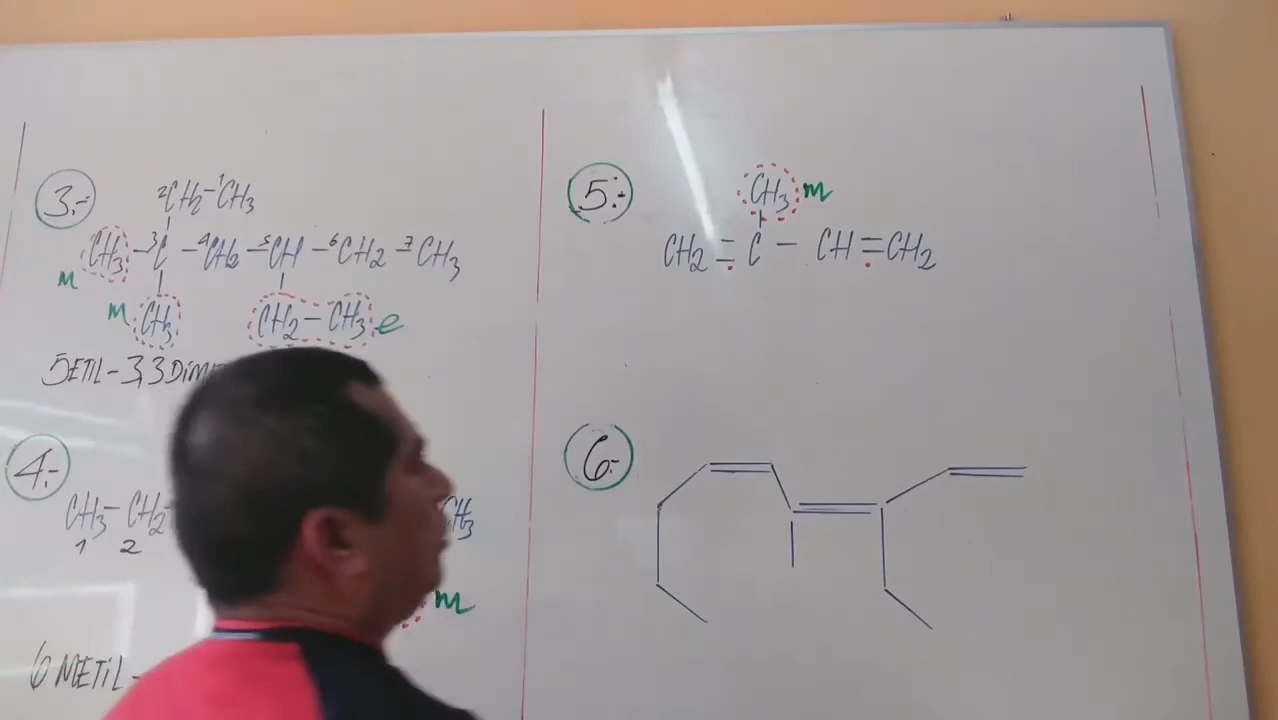 3.-
2CH2-1CH3
CH3 - 3C - 4CH2 - 5CH - 6CH2 - 7CH3
m
m CH3 CH2 - CH3 e
5ETIL-3,3DIM
4.-
CH3-CH2 CH3
1 2
m
6 METIL-
5.-
CH3 m
CH2 = C - CH = CH2
6.-